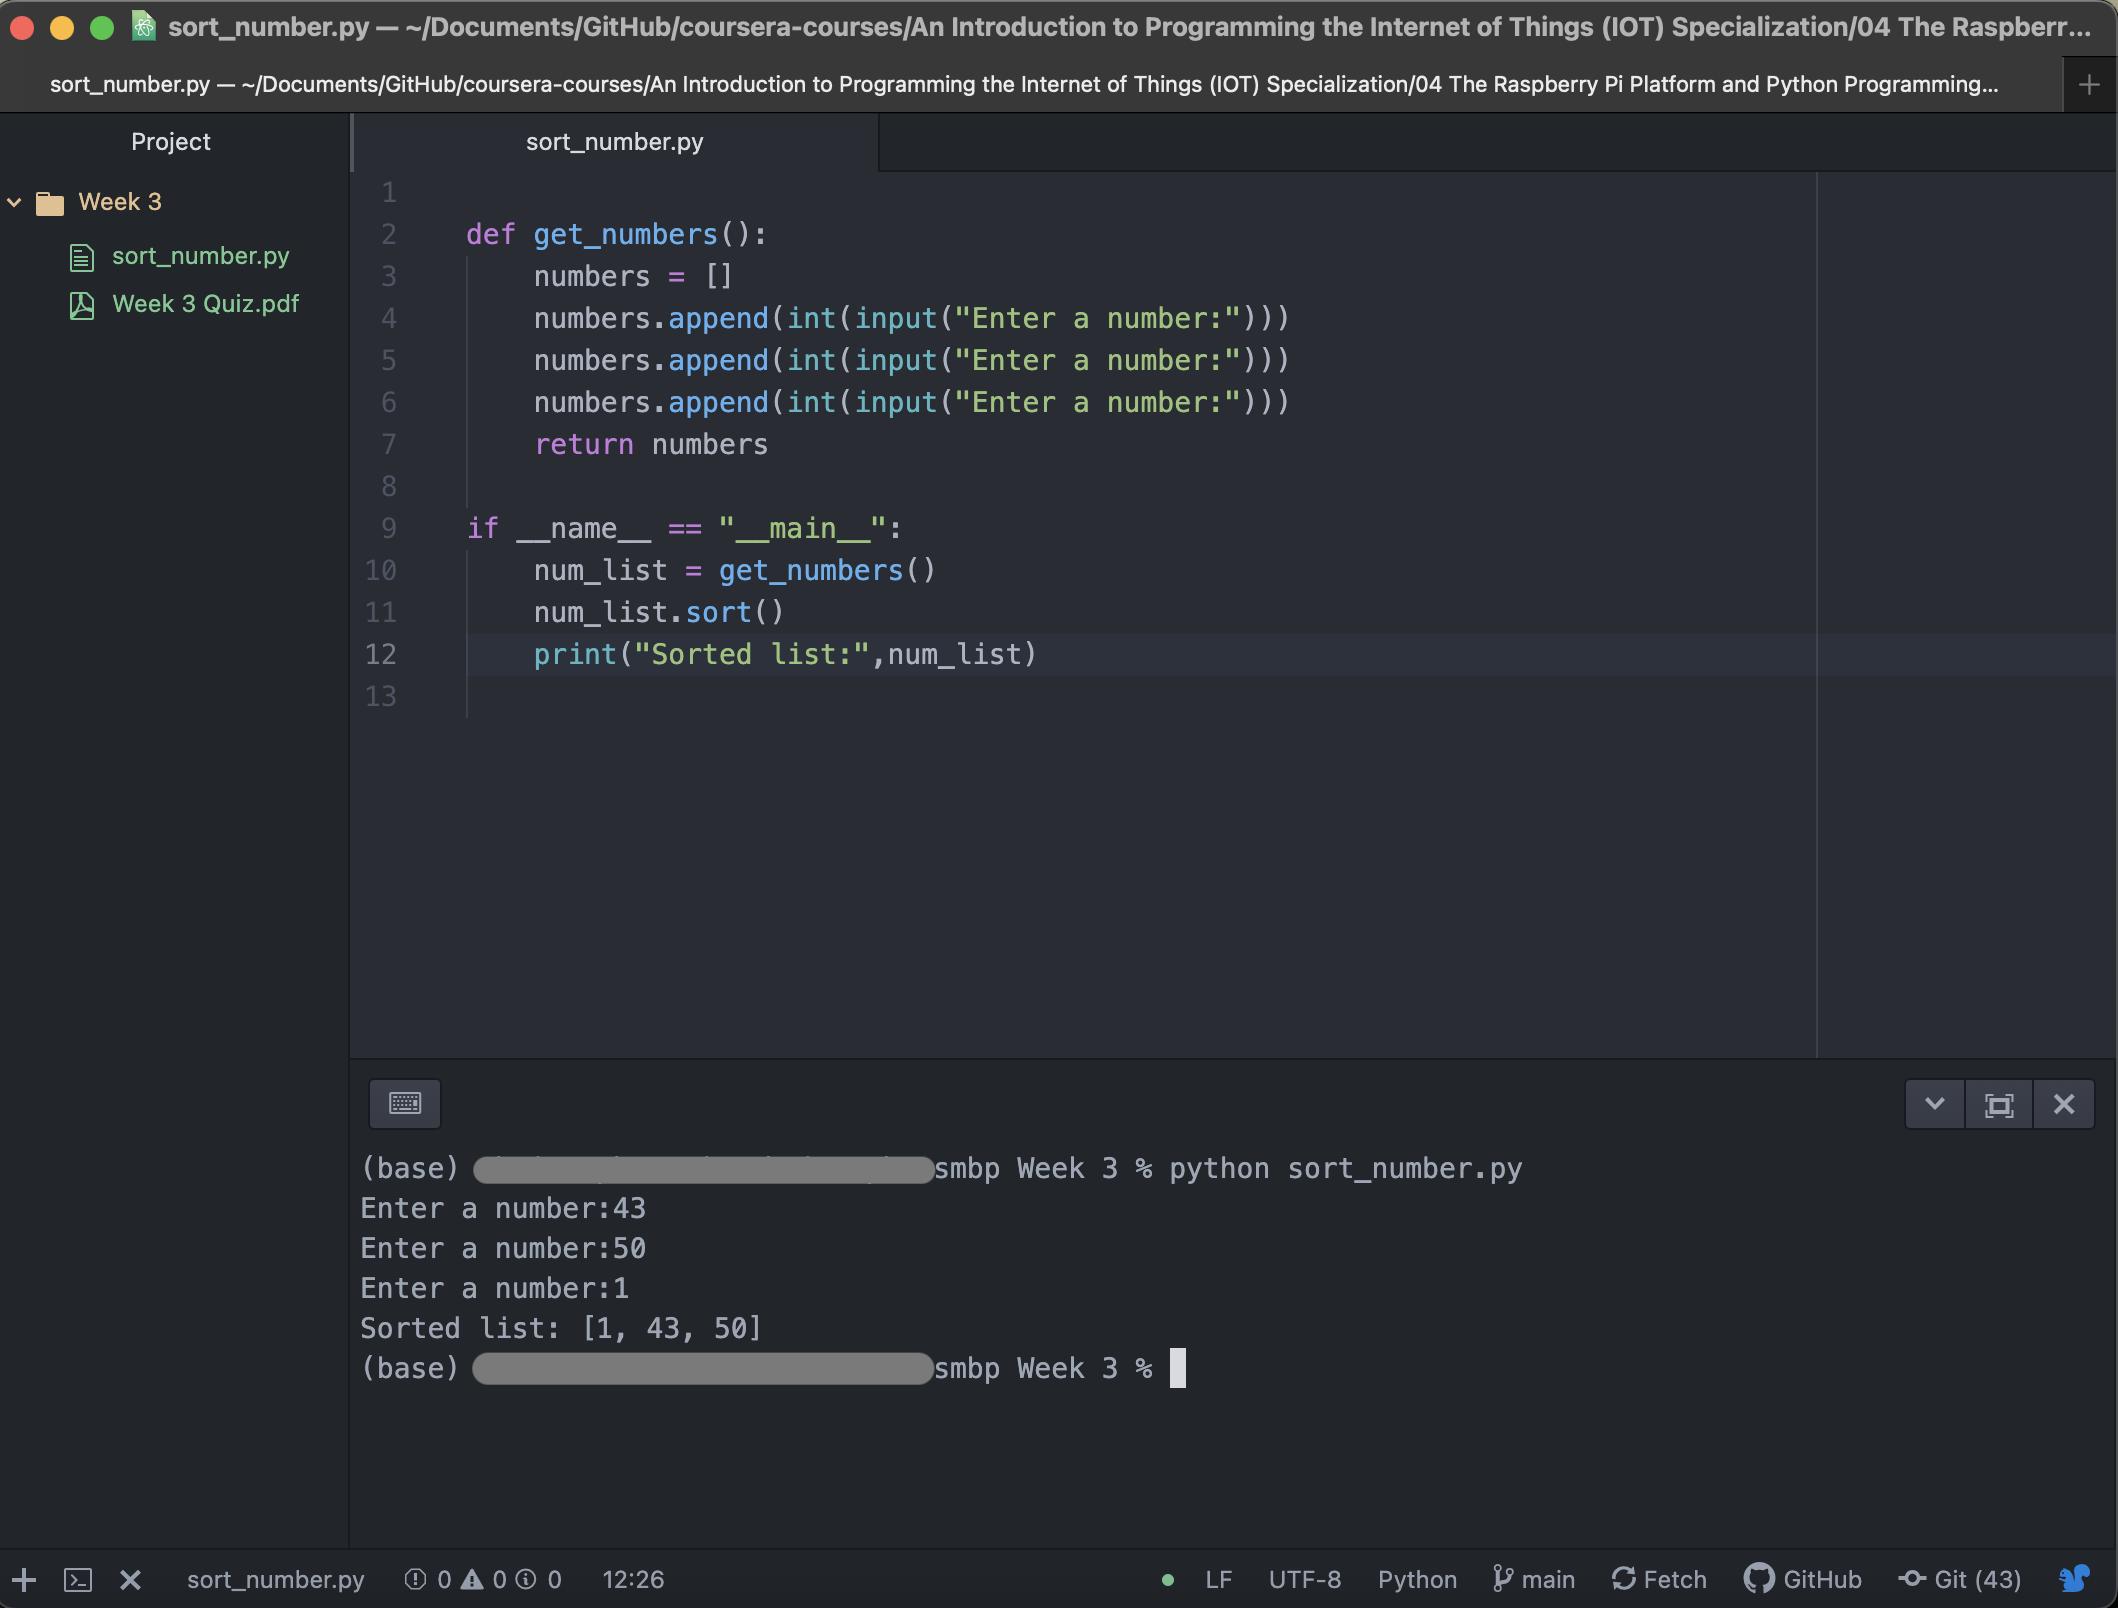 sort_number.py — ~/Documents/GitHub/coursera-courses/An Introduction to Programming the Internet of Things (IOT) Specialization/04 The Raspberr...
sort_number.py — ~/Documents/GitHub/coursera-courses/An Introduction to Programming the Internet of Things (IOT) Specialization/04 The Raspberry Pi Platform and Python Programming...
Project
Week 3
sort_number.py
Week 3 Quiz.pdf
sort_number.py
1
2 def get_numbers():
3     numbers = []
4     numbers.append(int(input("Enter a number:")))
5     numbers.append(int(input("Enter a number:")))
6     numbers.append(int(input("Enter a number:")))
7     return numbers
8
9 if __name__ == "__main__":
10     num_list = get_numbers()
11     num_list.sort()
12     print("Sorted list:",num_list)
13
(base) smbp Week 3 % python sort_number.py
Enter a number:43
Enter a number:50
Enter a number:1
Sorted list: [1, 43, 50]
(base) smbp Week 3 %
sort_number.py 0 0 0 12:26 LF UTF-8 Python main Fetch GitHub Git (43)